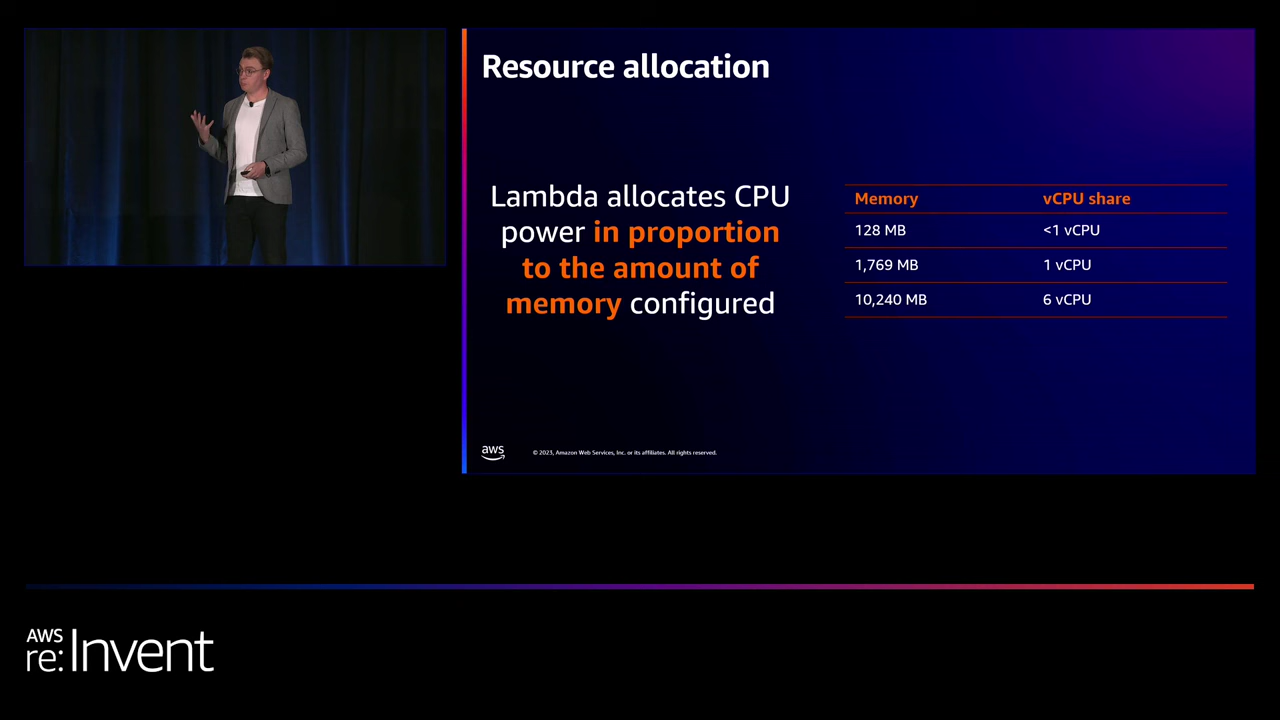 Resource allocation
Lambda allocates CPU
power in proportion
to the amount of
memory configured
Memory vCPU share
128 MB <1 vCPU
1,769 MB 1 vCPU
10,240 MB 6 vCPU
aws © 2023, Amazon Web Services, Inc. or its affiliates. All rights reserved.
AWS
re:Invent